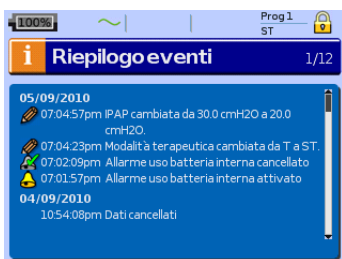 100%
Prog 1
ST
i Riepilogo eventi 1/12
05/09/2010
07:04:57pm IPAP cambiata da 30.0 cmH2O a 20.0
cmH2O.
07:04:23pm Modalità terapeutica cambiata da T a ST.
07:02:09pm Allarme uso batteria interna cancellato
07:01:57pm Allarme uso batteria interna attivato
04/09/2010
10:54:08pm Dati cancellati